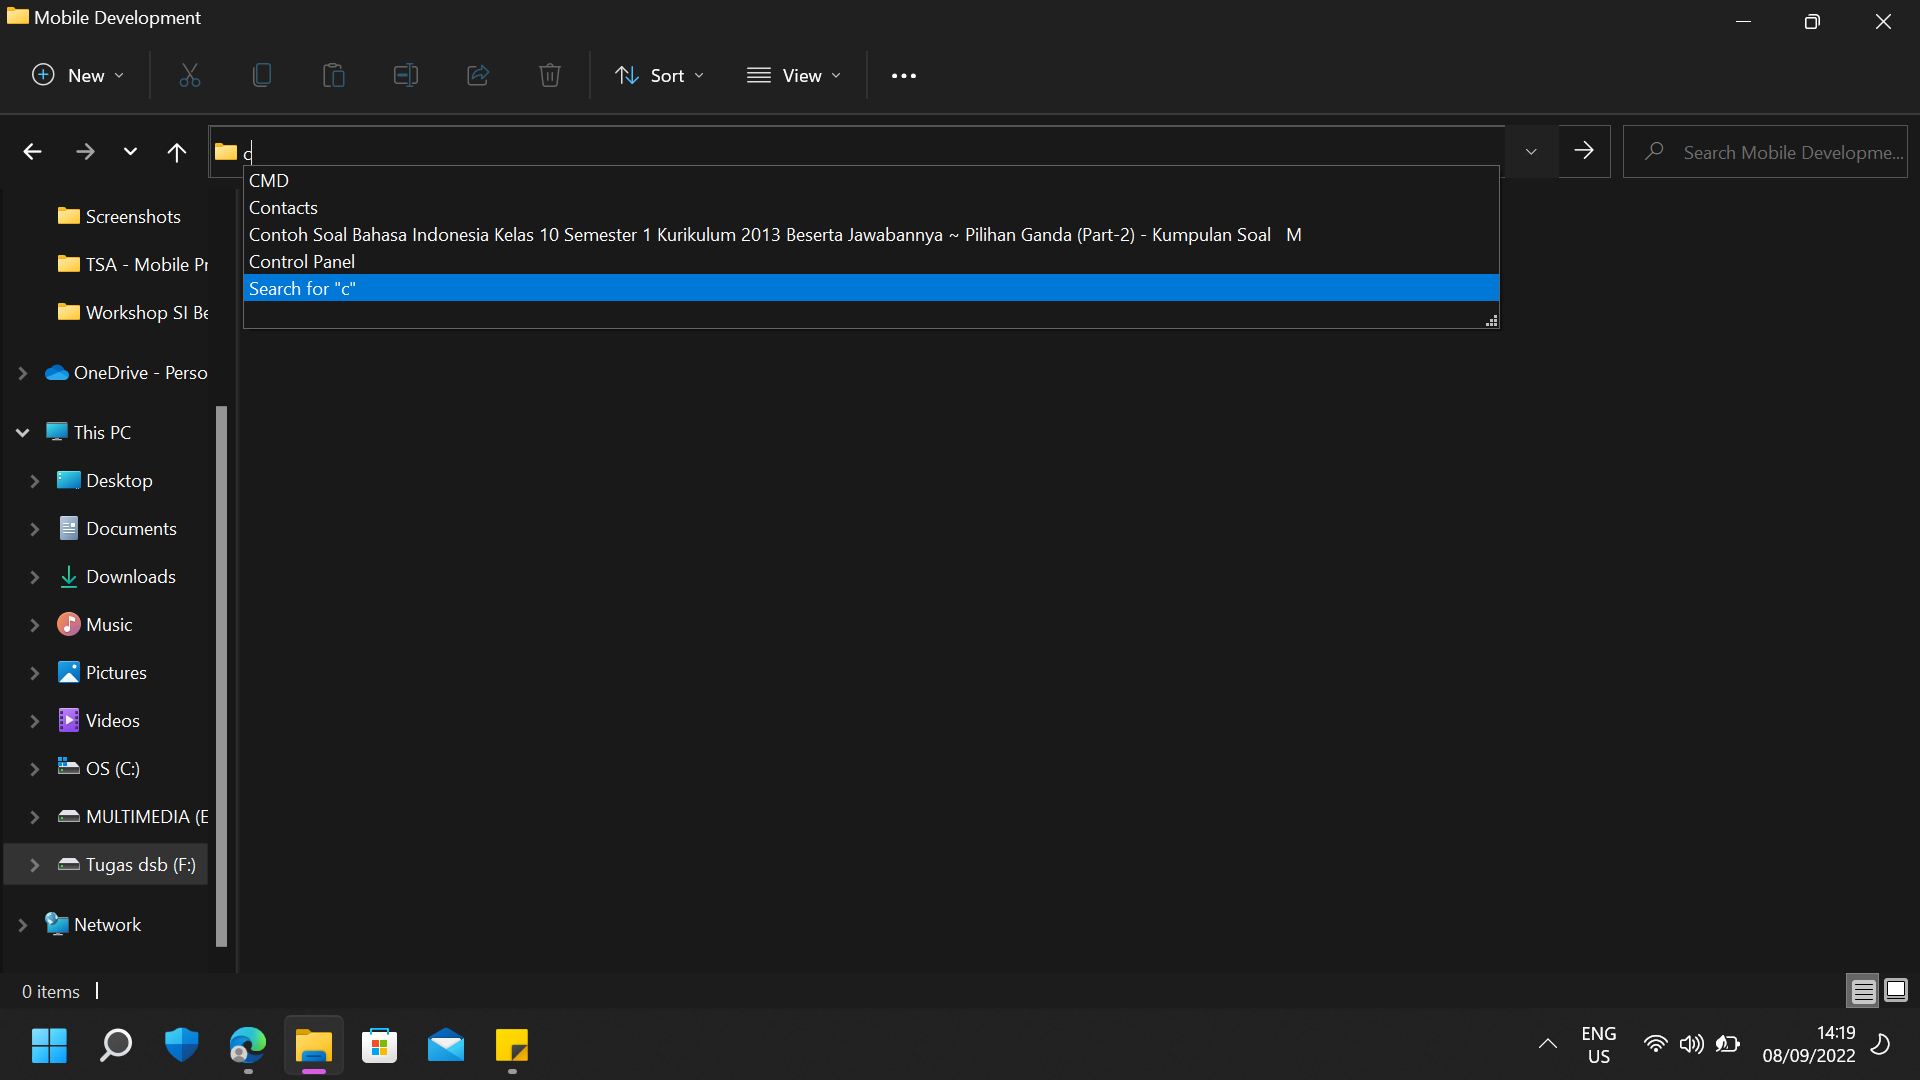 Mobile Development
New
Sort
View
c
Search Mobile Developme...
CMD
Contacts
Contoh Soal Bahasa Indonesia Kelas 10 Semester 1 Kurikulum 2013 Beserta Jawabannya ~ Pilihan Ganda (Part-2) - Kumpulan Soal M
Control Panel
Search for "c"
Screenshots
TSA - Mobile Pr
Workshop SI Be
OneDrive - Perso
This PC
Desktop
Documents
Downloads
Music
Pictures
Videos
OS (C:)
MULTIMEDIA (E
Tugas dsb (F:)
Network
0 items
ENG
US
14:19
08/09/2022